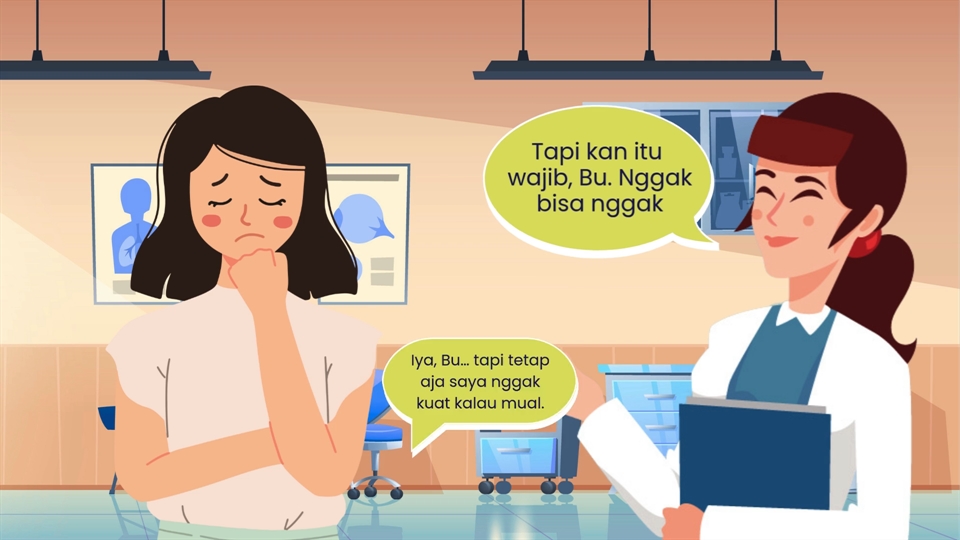 Tapi kan itu
wajib, Bu. Nggak
bisa nggak
Iya, Bu... tapi tetap
aja saya nggak
kuat kalau mual.